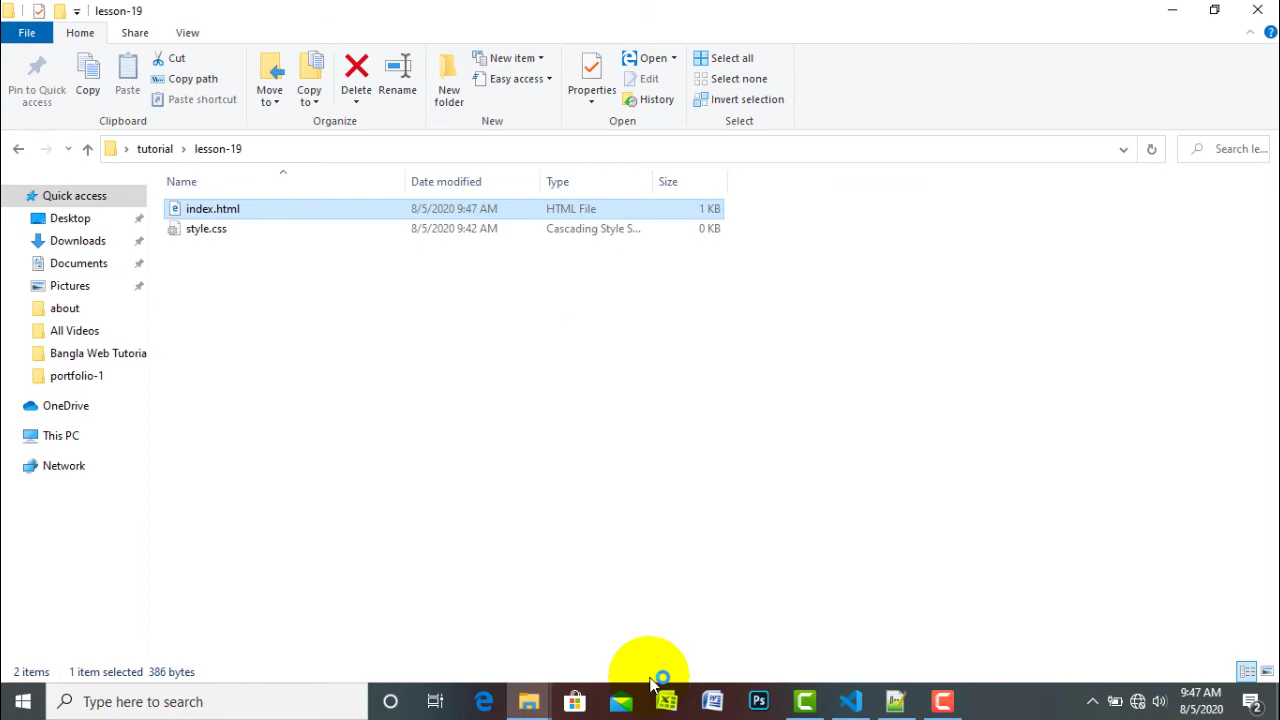 lesson-19
File Home Share View
Pin to Quick access
Copy
Paste
Cut
Copy path
Paste shortcut
Clipboard
Move to
Copy to
Delete
Rename
Organize
New folder
New item
Easy access
New
Properties
Open
Edit
History
Open
Select all
Select none
Invert selection
Select
tutorial lesson-19
Search le...
Name Date modified Type Size
index.html 8/5/2020 9:47 AM HTML File 1 KB
style.css 8/5/2020 9:42 AM Cascading Style S... 0 KB
Quick access
Desktop
Downloads
Documents
Pictures
about
All Videos
Bangla Web Tutoria
portfolio-1
OneDrive
This PC
Network
2 items 1 item selected 386 bytes
Type here to search
Ps
9:47 AM
8/5/2020
2